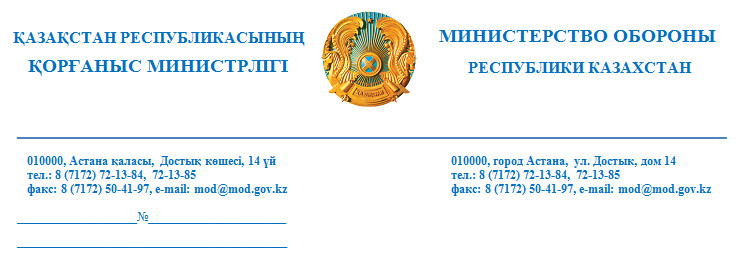 ҚАЗАҚСТАН РЕСПУБЛИКАСЫНЫҢ
ҚОРҒАНЫС МИНИСТРЛІГІ
МИНИСТЕРСТВО ОБОРОНЫ
РЕСПУБЛИКИ КАЗАХСТАН
010000, Астана қаласы, Достық көшесі, 14 үй
тел.: 8 (7172) 72-13-84, 72-13-85
факс: 8 (7172) 50-41-97, e-mail: mod@mod.gov.kz
010000, город Астана, ул. Достық, дом 14
тел.: 8 (7172) 72-13-84, 72-13-85
факс: 8 (7172) 50-41-97, e-mail: mod@mod.gov.kz
____________________№_______________________